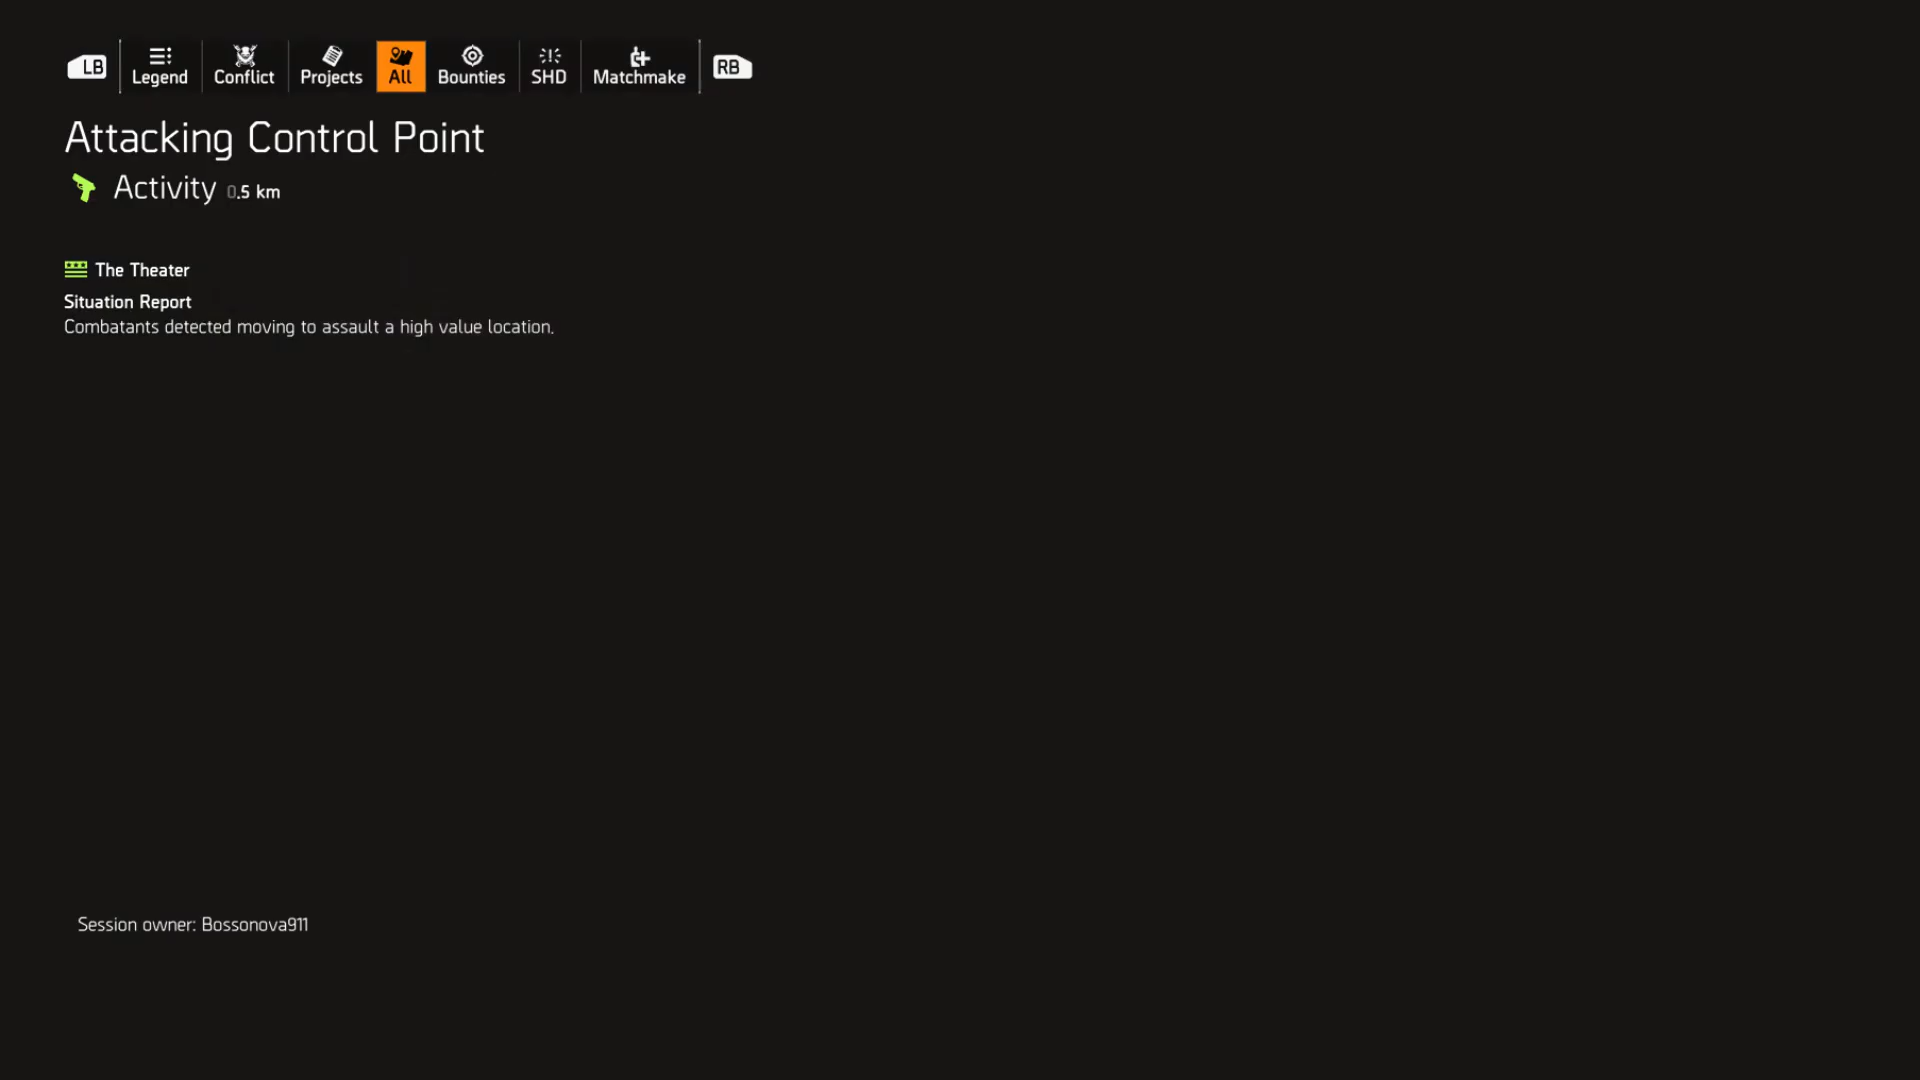 LB Legend Conflict Projects All Bounties SHD Matchmake RB
Attacking Control Point
Activity 0.5 km
The Theater
Situation Report
Combatants detected moving to assault a high value location.
Session owner: Bossonova911